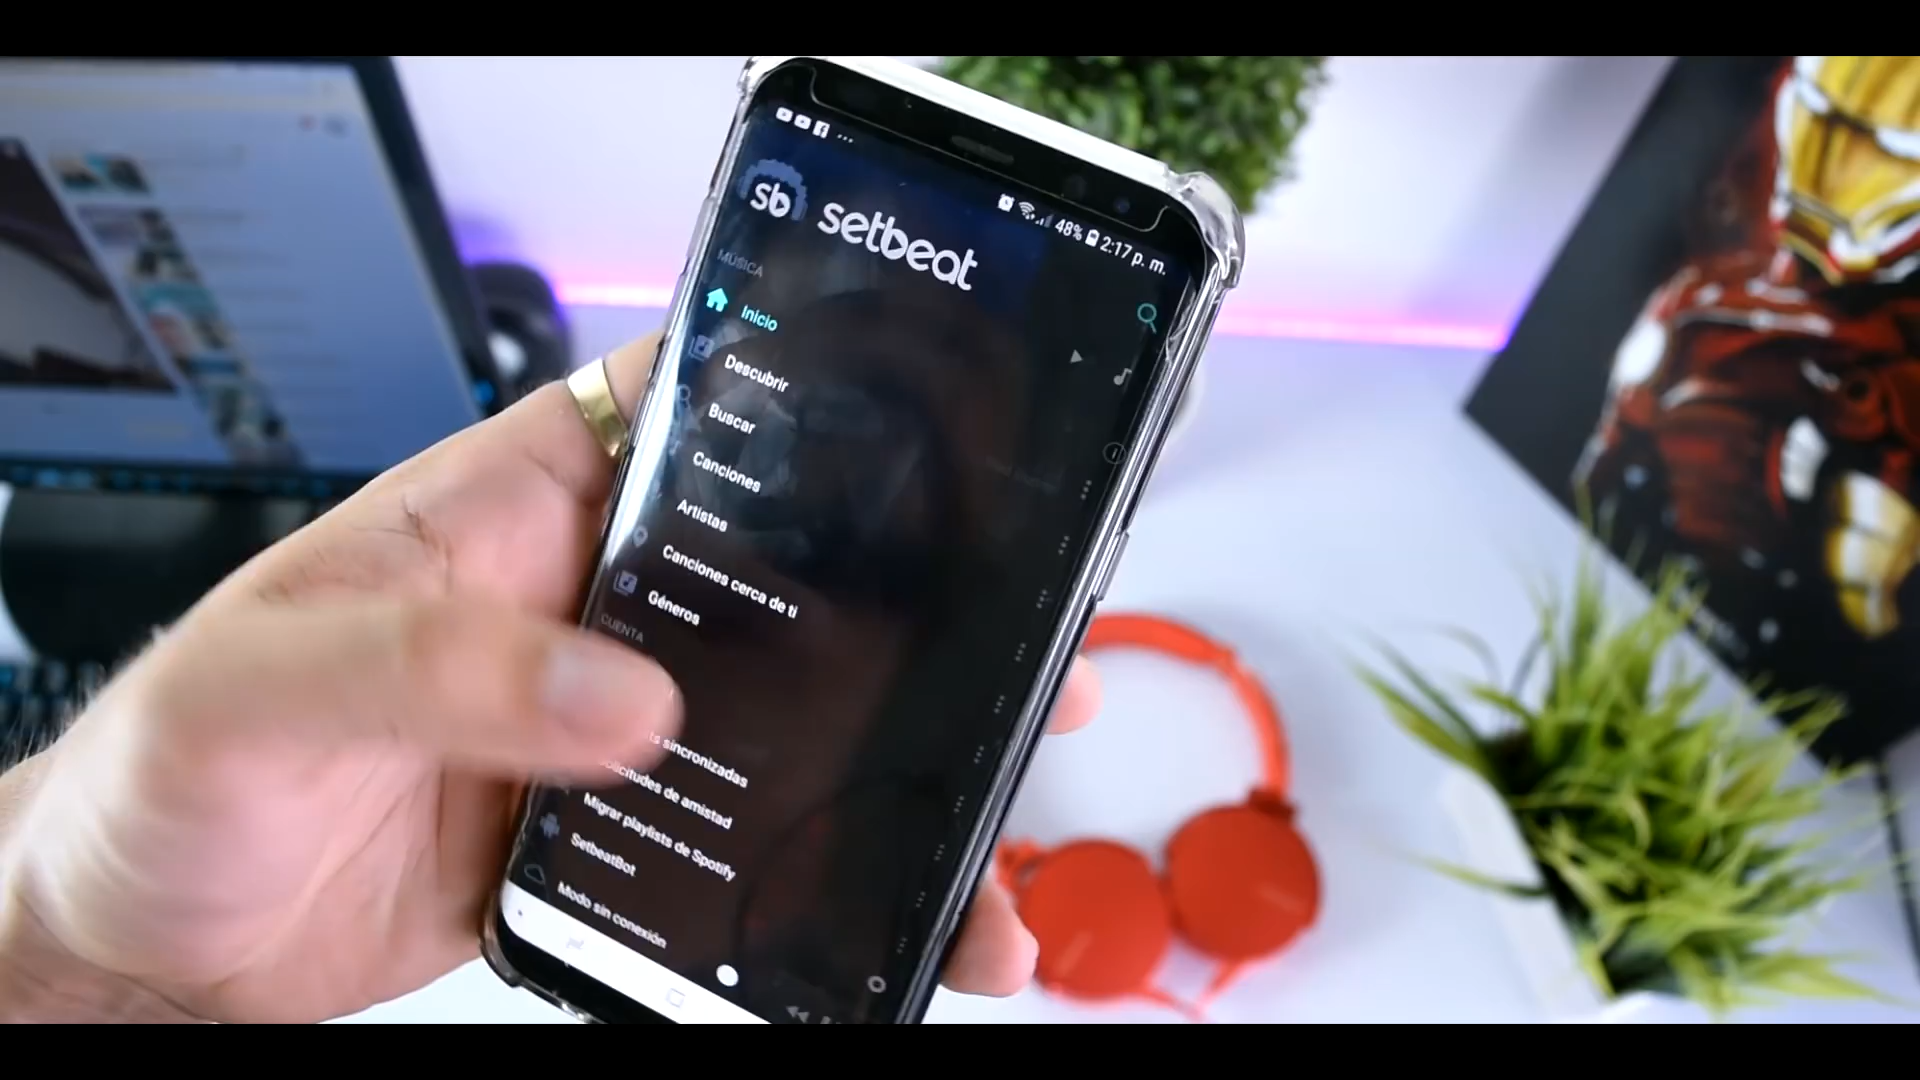 48% 2:17 p. m.
sb setbeat
MÚSICA
Inicio
Descubrir
Buscar
Canciones
Artistas
Canciones cerca de ti
Géneros
CUENTA
sincronizadas
de amistad
Migrar playlists de Spotify
SetbeatBot
Modo sin conexión